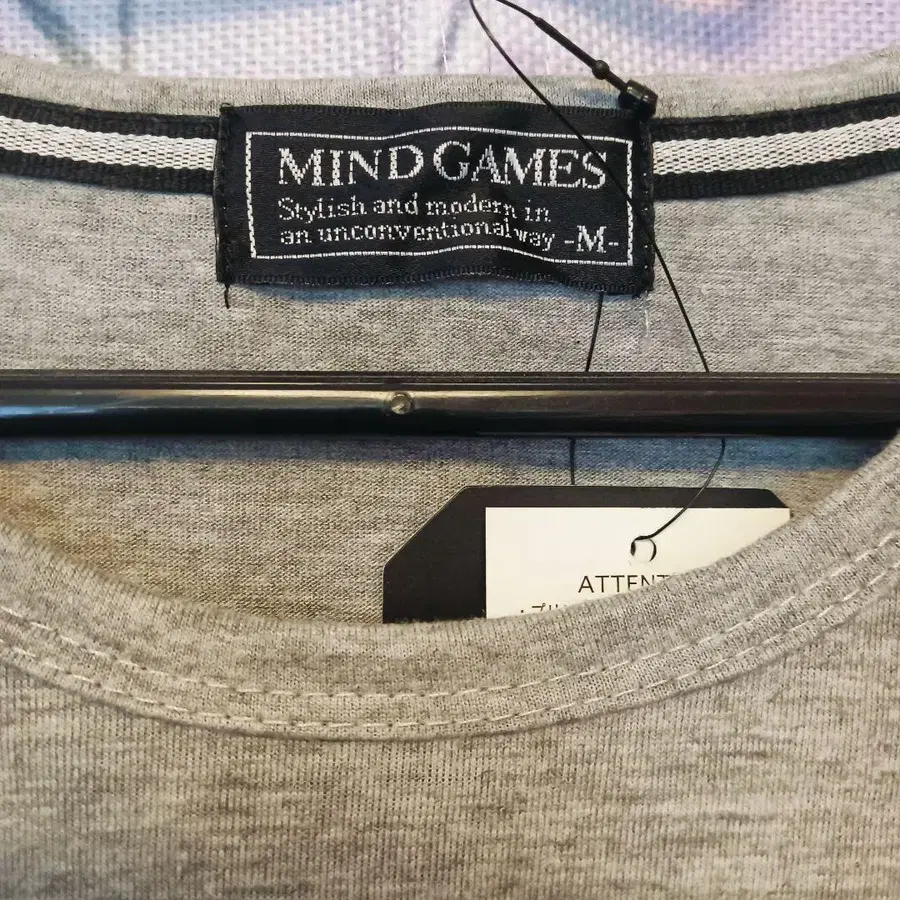 MIND GAMES
Stylish and modern in
an unconventional way -M-
ATTENT